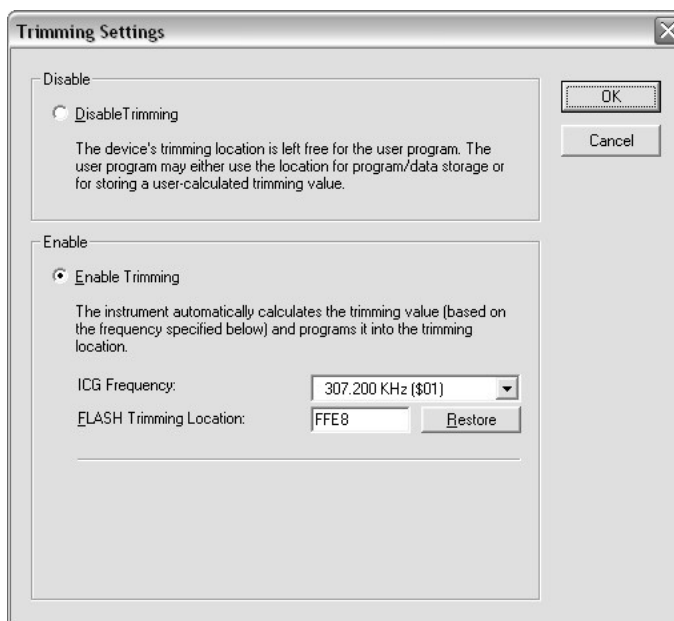 Trimming Settings
Disable
DisableTrimming
The device's trimming location is left free for the user program. The
user program may either use the location for program/data storage or
for storing a user-calculated trimming value.
OK
Cancel
Enable
Enable Trimming
The instrument automatically calculates the trimming value (based on
the frequency specified below) and programs it into the trimming
location.
ICG Frequency:
307.200 KHz ($01)
FLASH Trimming Location:
FFE8
Restore